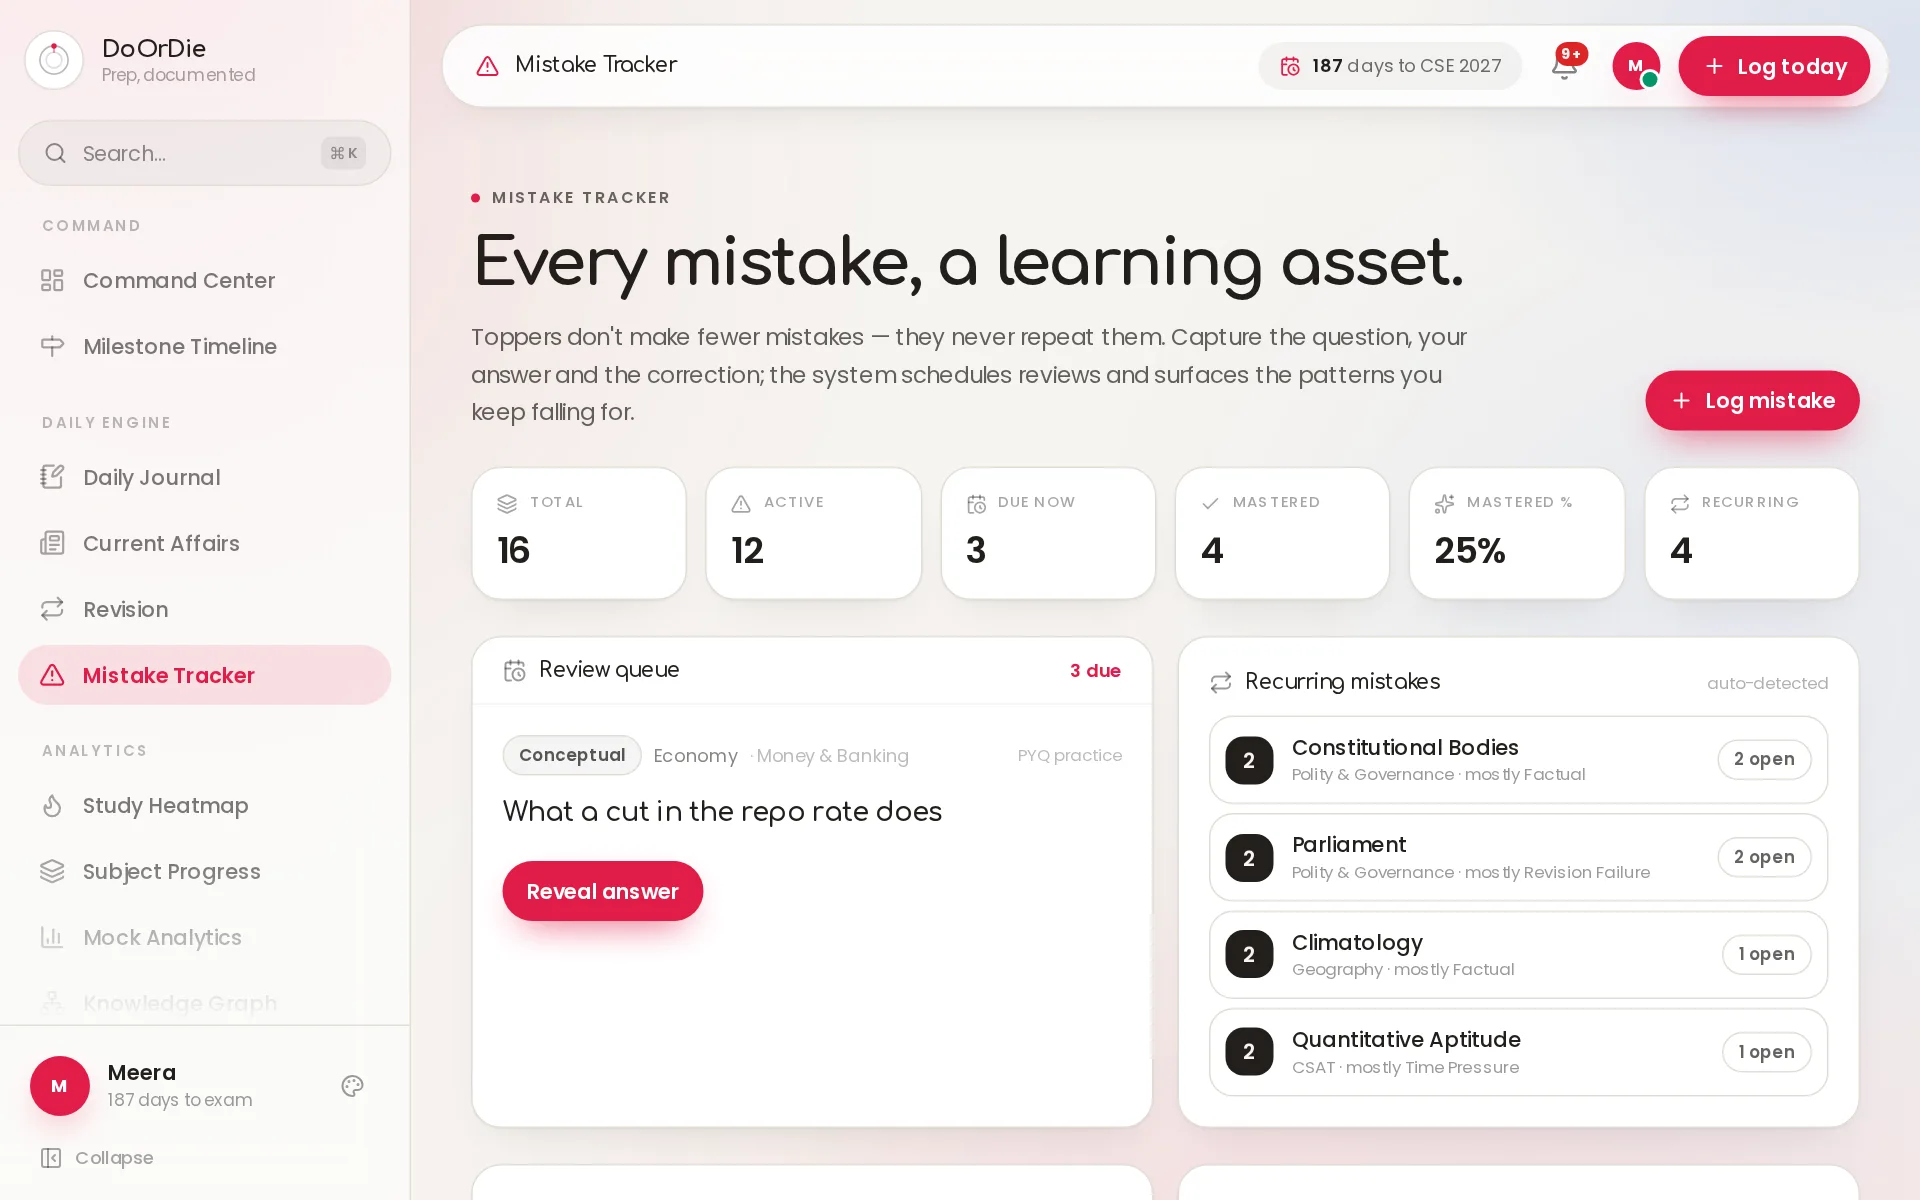 DoOrDie
Prep, documented
Search...
⌘K
COMMAND
Command Center
Milestone Timeline
DAILY ENGINE
Daily Journal
Current Affairs
Revision
Mistake Tracker
ANALYTICS
Study Heatmap
Subject Progress
Mock Analytics
Knowledge Graph
M
Meera
187 days to exam
Collapse
Mistake Tracker
187 days to CSE 2027
9+
M
+ Log today
MISTAKE TRACKER
Every mistake, a learning asset.
Toppers don't make fewer mistakes — they never repeat them. Capture the question, your
answer and the correction; the system schedules reviews and surfaces the patterns you
keep falling for.
+ Log mistake
TOTAL
16
ACTIVE
12
DUE NOW
3
MASTERED
4
MASTERED %
25%
RECURRING
4
Review queue
3 due
Conceptual Economy · Money & Banking PYQ practice
What a cut in the repo rate does
Reveal answer
Recurring mistakes
auto-detected
2
Constitutional Bodies
Polity & Governance · mostly Factual
2 open
2
Parliament
Polity & Governance · mostly Revision Failure
2 open
2
Climatology
Geography · mostly Factual
1 open
2
Quantitative Aptitude
CSAT · mostly Time Pressure
1 open